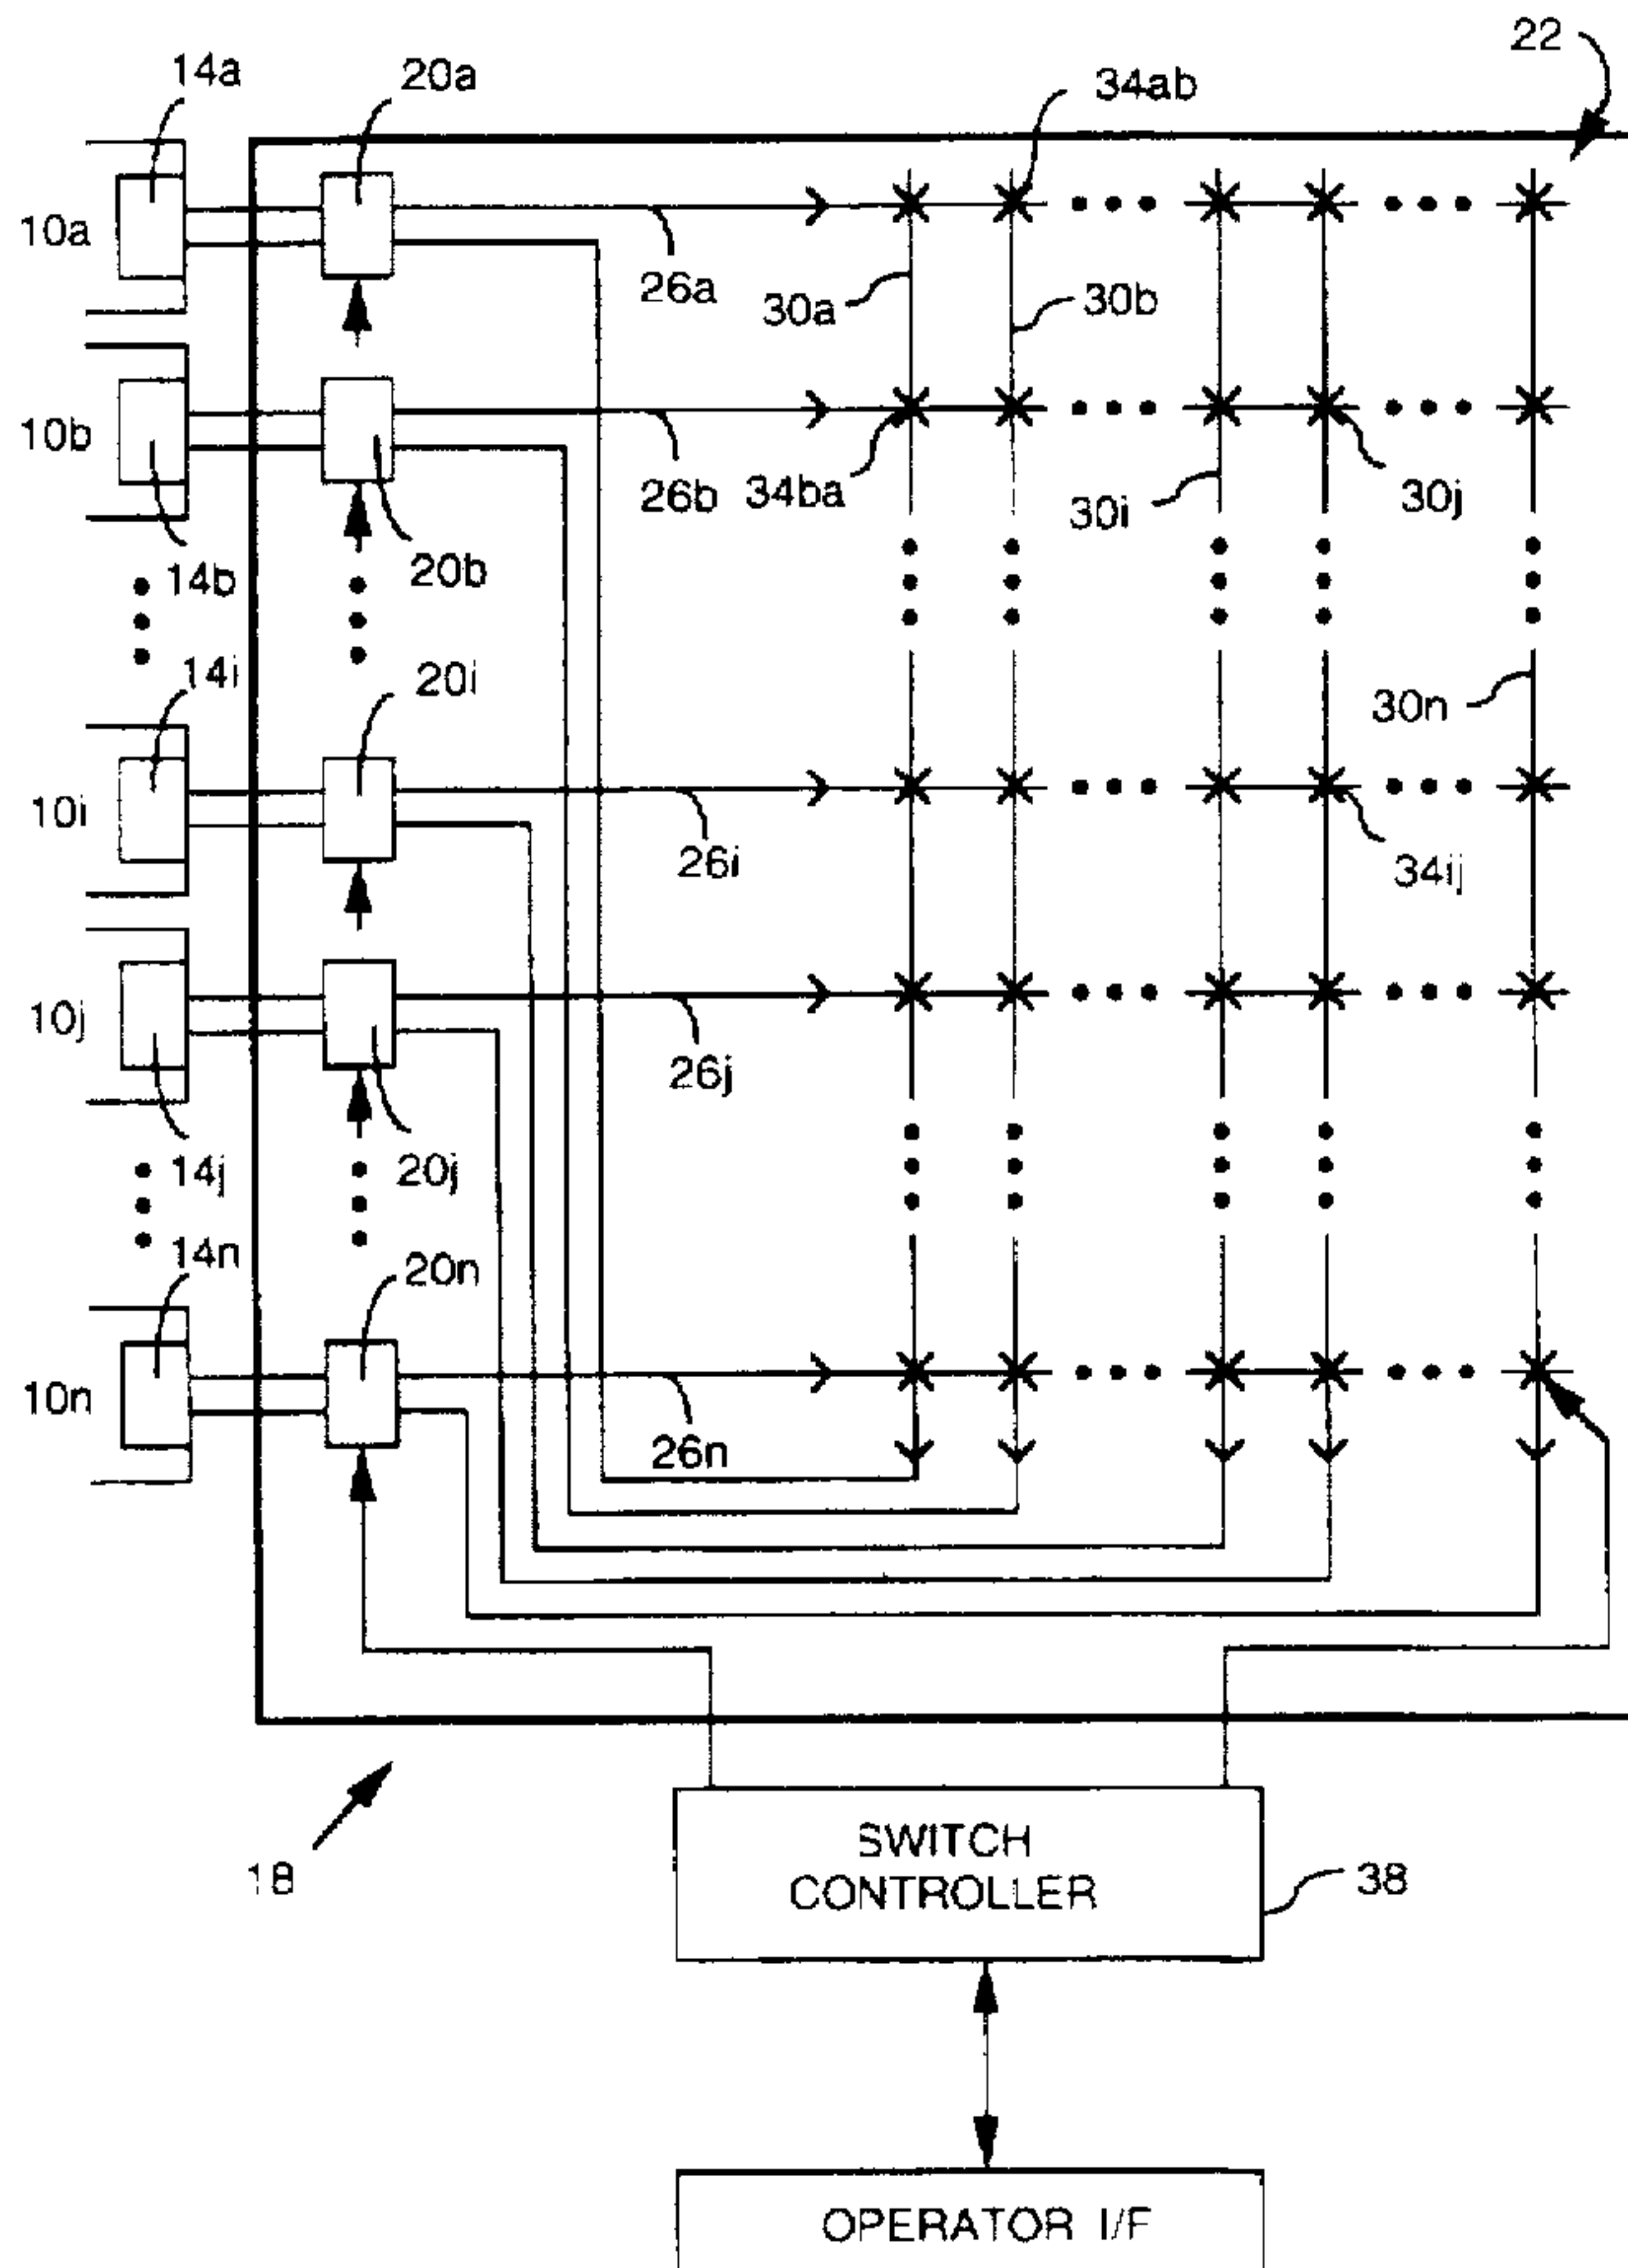 22
14a
20a
34ab
10a
26a
30a
30b
10b
26b
34ba
30i
30j
14b
20b
14i
20i
30n
10i
26i
34ij
10j
26j
14j
20j
14n
20n
10n
26n
18
SWITCH
CONTROLLER
38
OPERATOR I/F